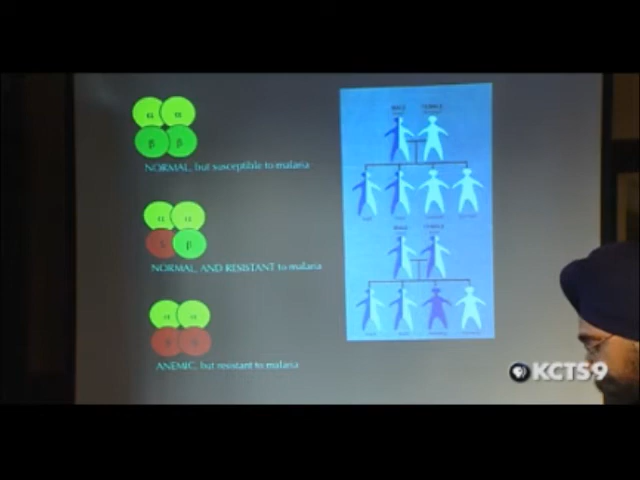 α α
β β
NORMAL, but susceptible to malaria
α α
S β
NORMAL AND RESISTANT to malaria
α α
S S
ANEMIC, but resistant to malaria
MALE FEMALE
MALE FEMALE
KCTS9